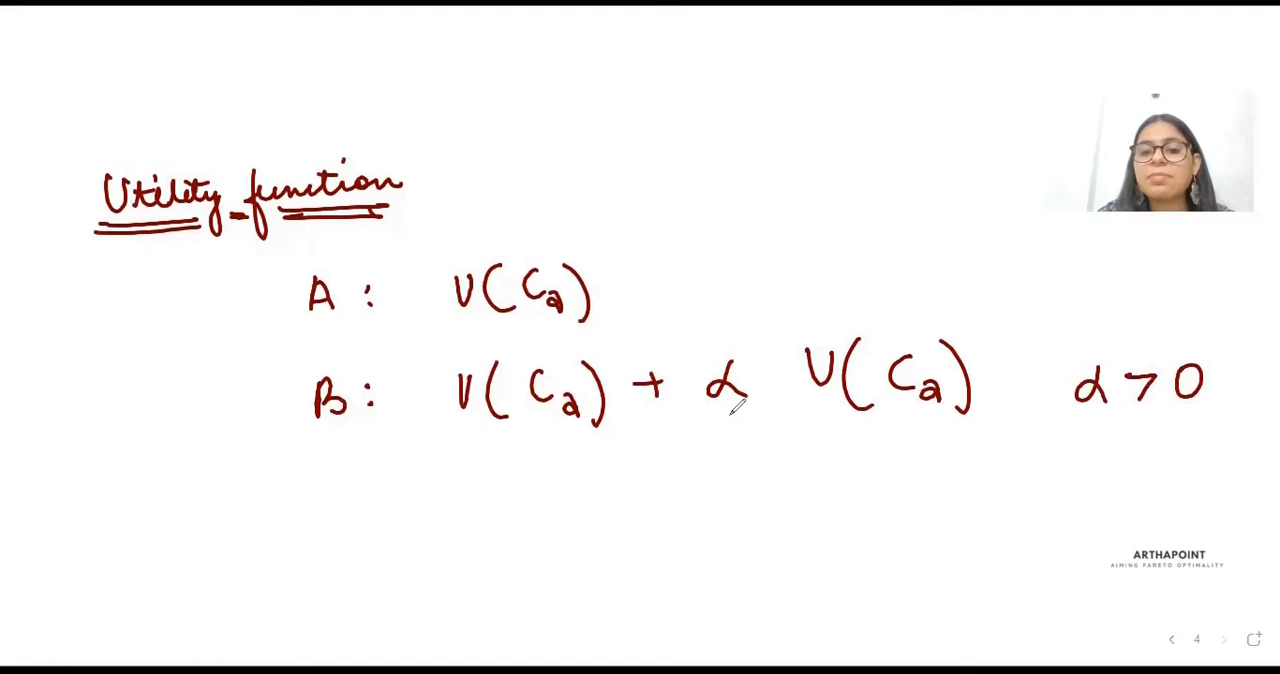 Utility function
A : U(Ca)
B : U(Ca) + α U(Ca) α > 0
ARTHAPOINT
AIMING PARETO OPTIMALITY
4